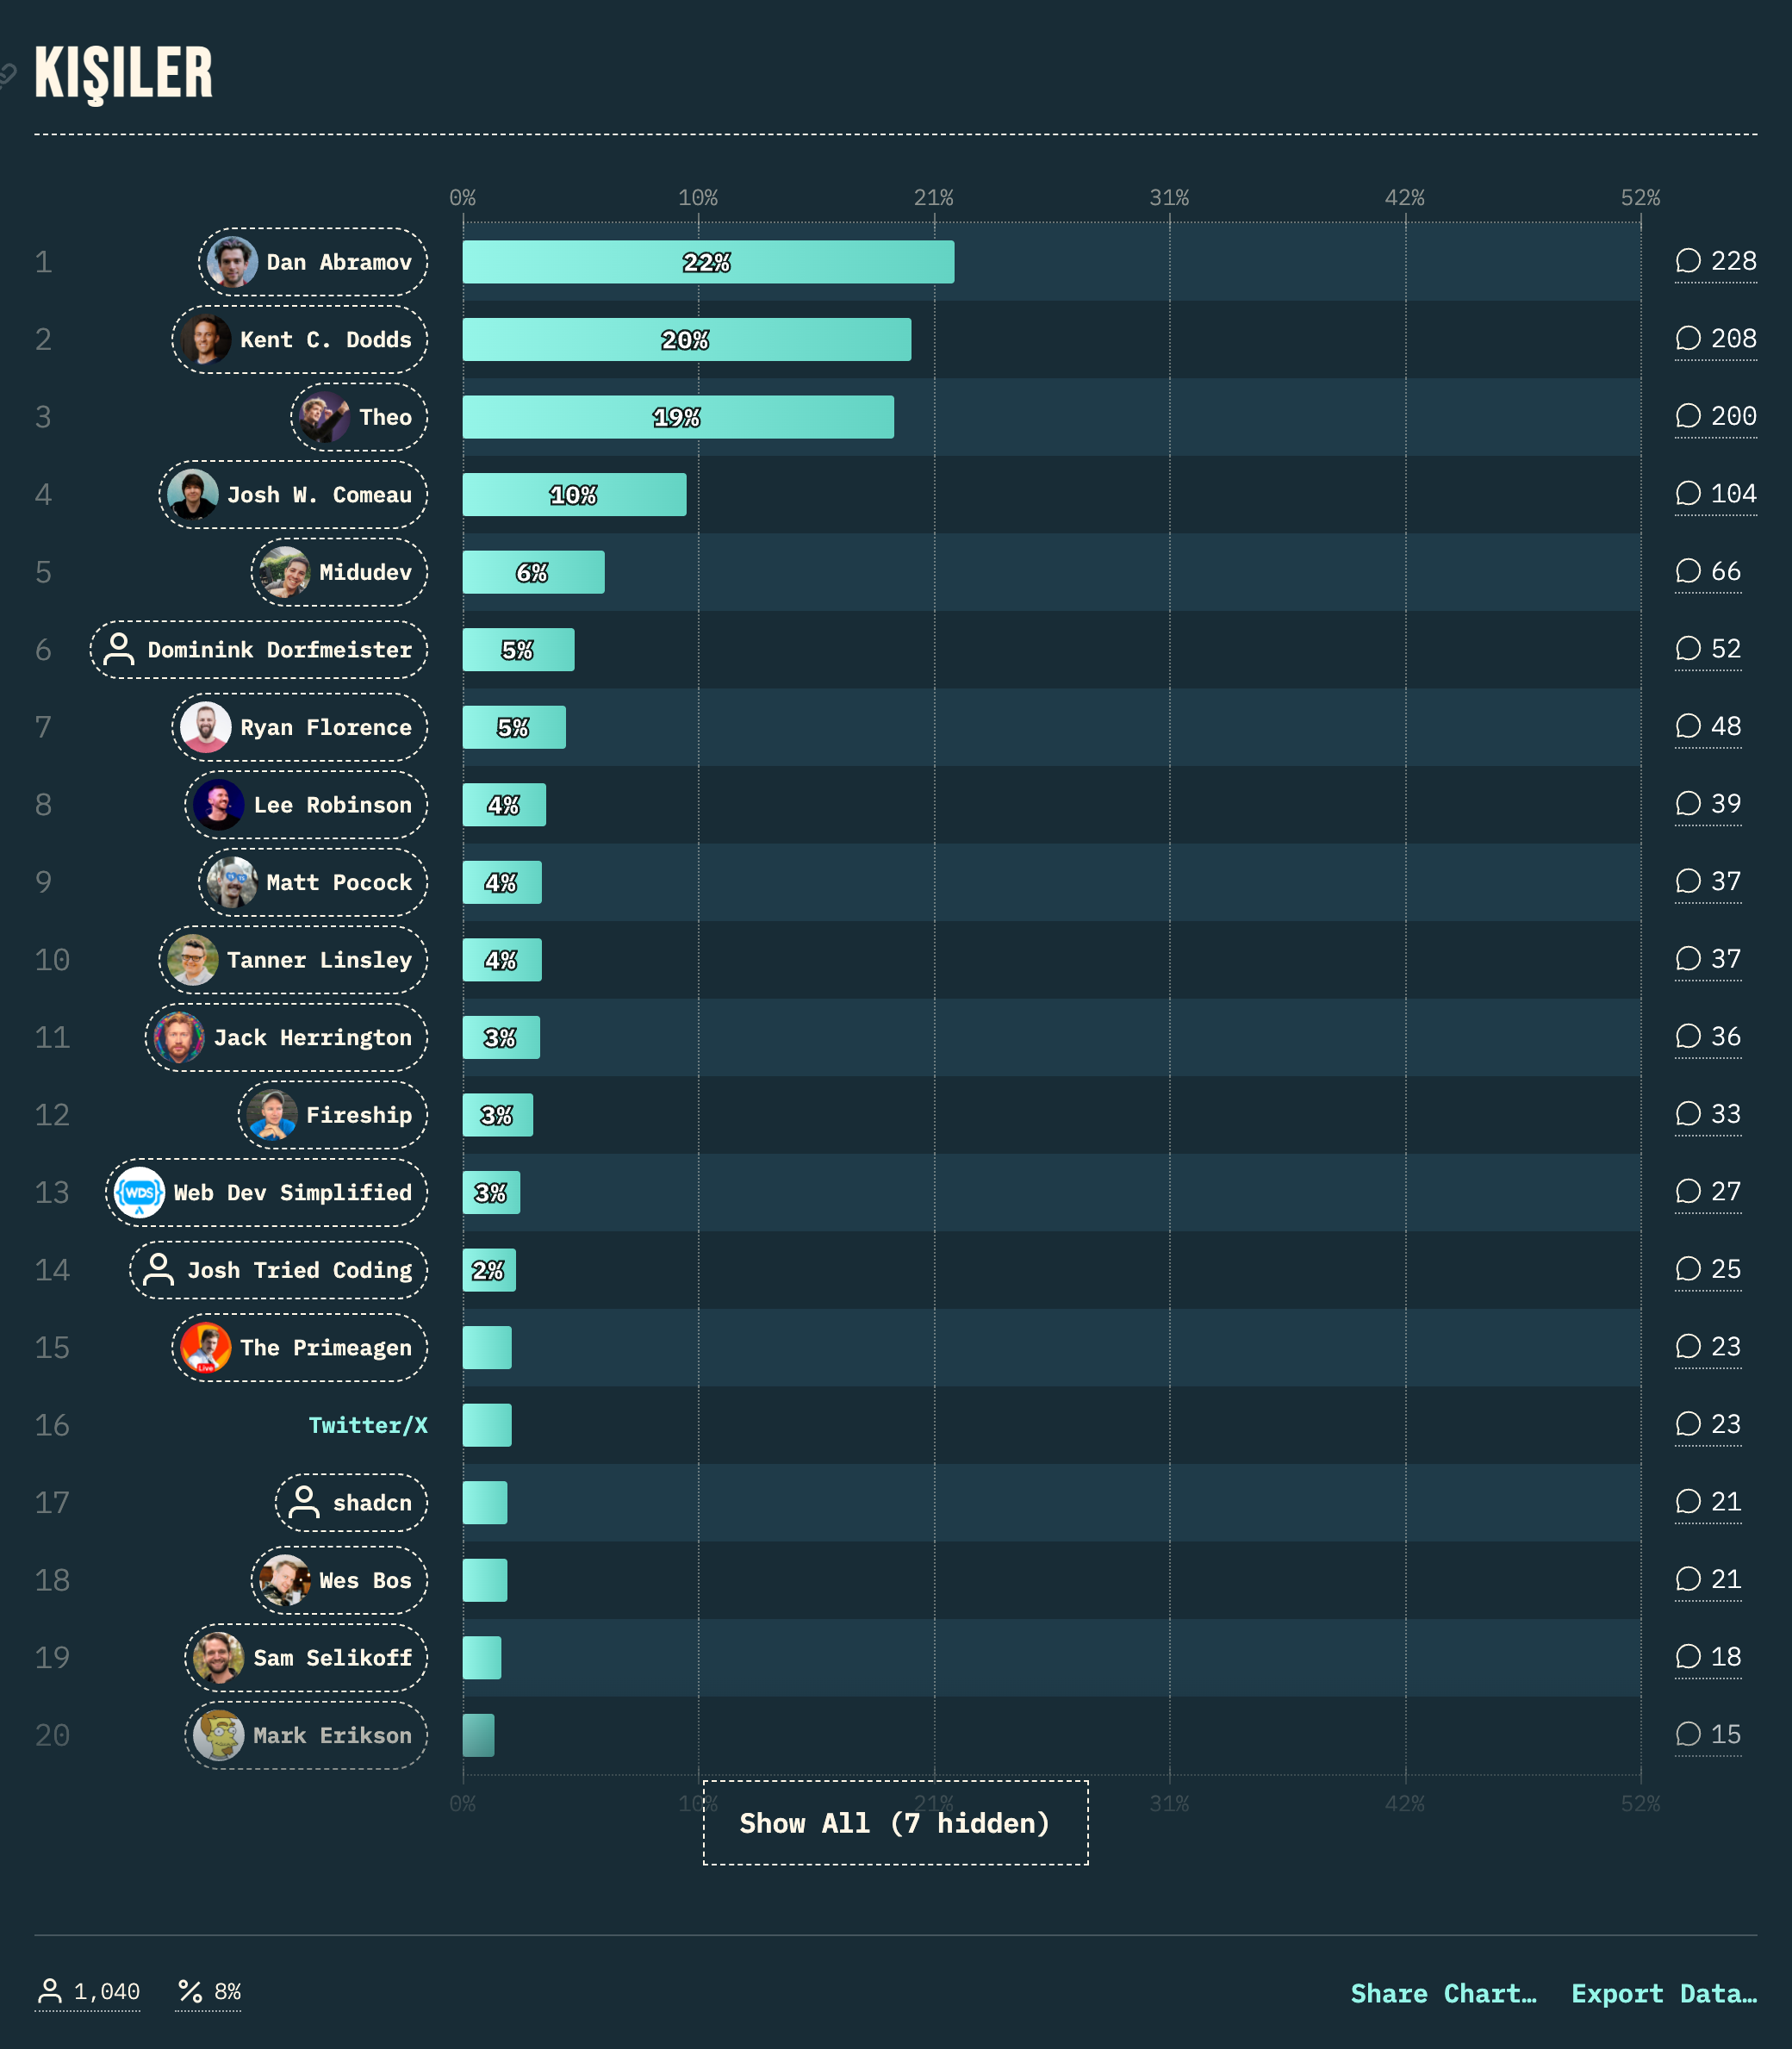 KIŞILER
0% 10% 21% 31% 42% 52%
1 Dan Abramov 22% 228
2 Kent C. Dodds 20% 208
3 Theo 19% 200
4 Josh W. Comeau 10% 104
5 Midudev 6% 66
6 Dominink Dorfmeister 5% 52
7 Ryan Florence 5% 48
8 Lee Robinson 4% 39
9 Matt Pocock 4% 37
10 Tanner Linsley 4% 37
11 Jack Herrington 3% 36
12 Fireship 3% 33
13 WDS Web Dev Simplified 3% 27
14 Josh Tried Coding 2% 25
15 Live The Primeagen 23
16 Twitter/X 23
17 shadcn 21
18 Wes Bos 21
19 Sam Selikoff 18
20 Mark Erikson 15
0% 10% 21% 31% 42% 52%
Show All (7 hidden)
1,040 8% Share Chart… Export Data…